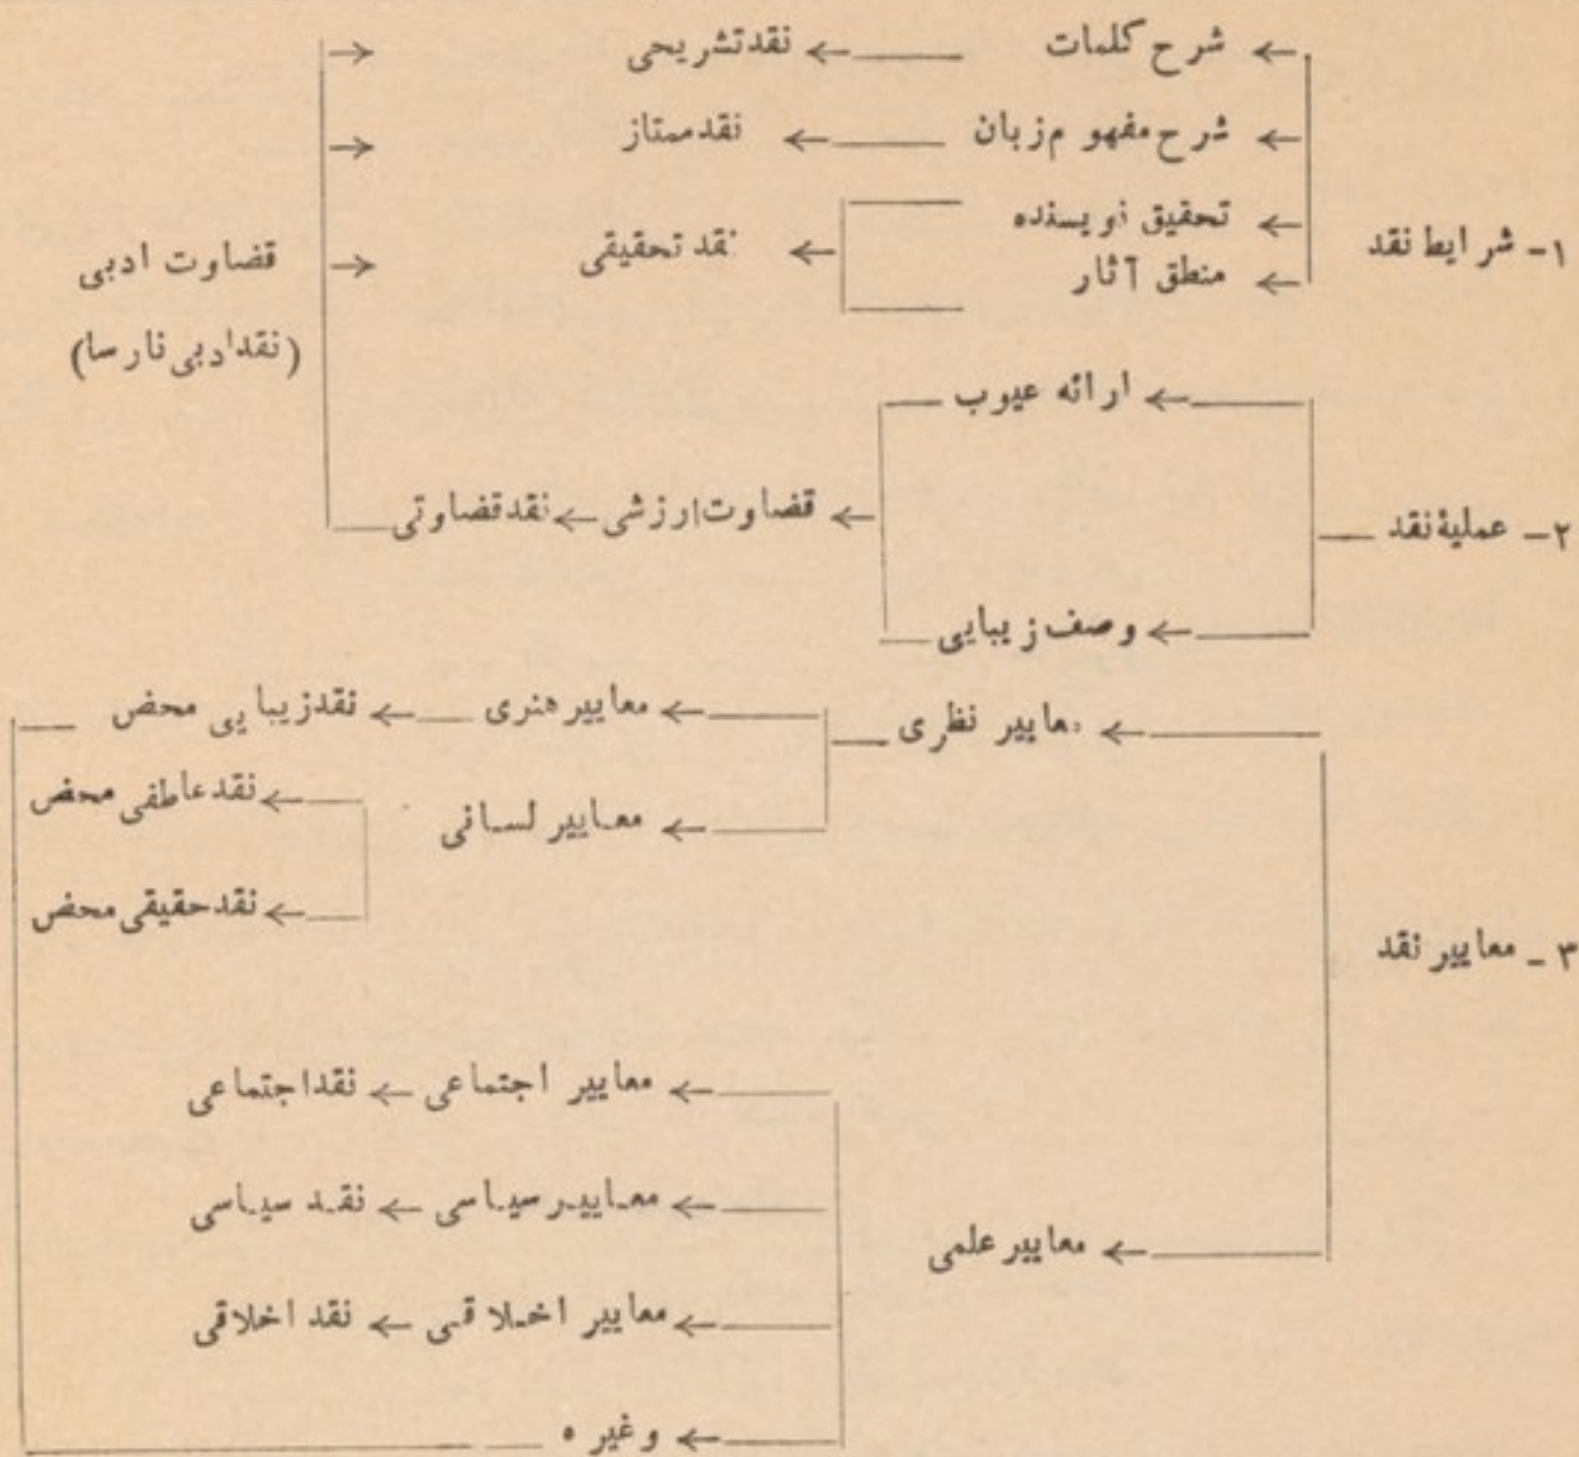 شرح کلمات ← نقد تشریحی
شرح مفهوم زبان ← نقد ممتاز
۱- شرایط نقد
تحقیق نویسنده
منطق آثار
نقد تحقیقی
قضاوت ادبی
(نقد ادبی نارسا)
ارائه عیوب
۲- عملیهٔ نقد
قضاوت ارزشی ← نقد قضاوتی
وصف زیبایی
معاییر نظری
معاییر هنری ← نقد زیبایی محض
معاییر لسانی
نقد عاطفی محض
نقد حقیقی محض
۳ - معاییر نقد
معاییر اجتماعی ← نقد اجتماعی
معاییر سیاسی ← نقد سیاسی
معاییر علمی
معاییر اخلاقی ← نقد اخلاقی
و غیره